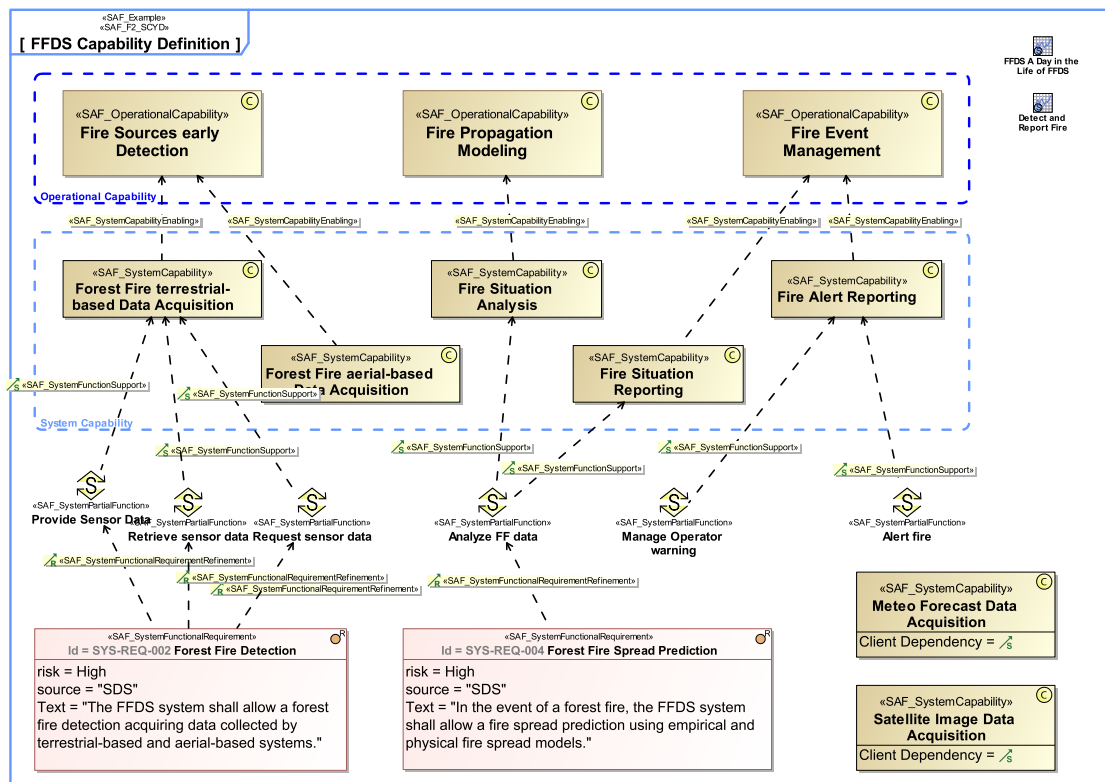 «SAF_Example»
«SAF_F2_SCYD»
[ FFDS Capability Definition ]
FFDS A Day in the
Life of FFDS
Detect and
Report Fire
C
«SAF_OperationalCapability»
Fire Sources early
Detection
C
«SAF_OperationalCapability»
Fire Propagation
Modeling
C
«SAF_OperationalCapability»
Fire Event
Management
Operational Capability
«SAF_SystemCapabilityEnabling»
«SAF_SystemCapabilityEnabling»
«SAF_SystemCapabilityEnabling»
«SAF_SystemCapabilityEnabling»
«SAF_SystemCapabilityEnabling»
C
«SAF_SystemCapability»
Forest Fire terrestrial-
based Data Acquisition
C
«SAF_SystemCapability»
Fire Situation
Analysis
C
«SAF_SystemCapability»
Fire Alert Reporting
C
«SAF_SystemCapability»
Forest Fire aerial-based
Data Acquisition
C
«SAF_SystemCapability»
Fire Situation
Reporting
S «SAF_SystemFunctionSupport»
S «SAF_SystemFunctionSupport»
System Capability
S «SAF_SystemFunctionSupport»
S «SAF_SystemFunctionSupport»
S «SAF_SystemFunctionSupport»
S «SAF_SystemFunctionSupport»
S «SAF_SystemFunctionSupport»
S
«SAF_SystemPartialFunction»
Provide Sensor Data
S
«SAF_SystemPartialFunction»
Retrieve sensor data
S
«SAF_SystemPartialFunction»
Request sensor data
S
«SAF_SystemPartialFunction»
Analyze FF data
S
«SAF_SystemPartialFunction»
Manage Operator
warning
S
«SAF_SystemPartialFunction»
Alert fire
R «SAF_SystemFunctionalRequirementRefinement»
R «SAF_SystemFunctionalRequirementRefinement»
R «SAF_SystemFunctionalRequirementRefinement»
R «SAF_SystemFunctionalRequirementRefinement»
«SAF_SystemFunctionalRequirement»
R
Id = SYS-REQ-002 Forest Fire Detection
risk = High
source = "SDS"
Text = "The FFDS system shall allow a forest
fire detection acquiring data collected by
terrestrial-based and aerial-based systems."
«SAF_SystemFunctionalRequirement»
R
Id = SYS-REQ-004 Forest Fire Spread Prediction
risk = High
source = "SDS"
Text = "In the event of a forest fire, the FFDS system
shall allow a fire spread prediction using empirical and
physical fire spread models."
C
«SAF_SystemCapability»
Meteo Forecast Data
Acquisition
Client Dependency = S
C
«SAF_SystemCapability»
Satellite Image Data
Acquisition
Client Dependency = S